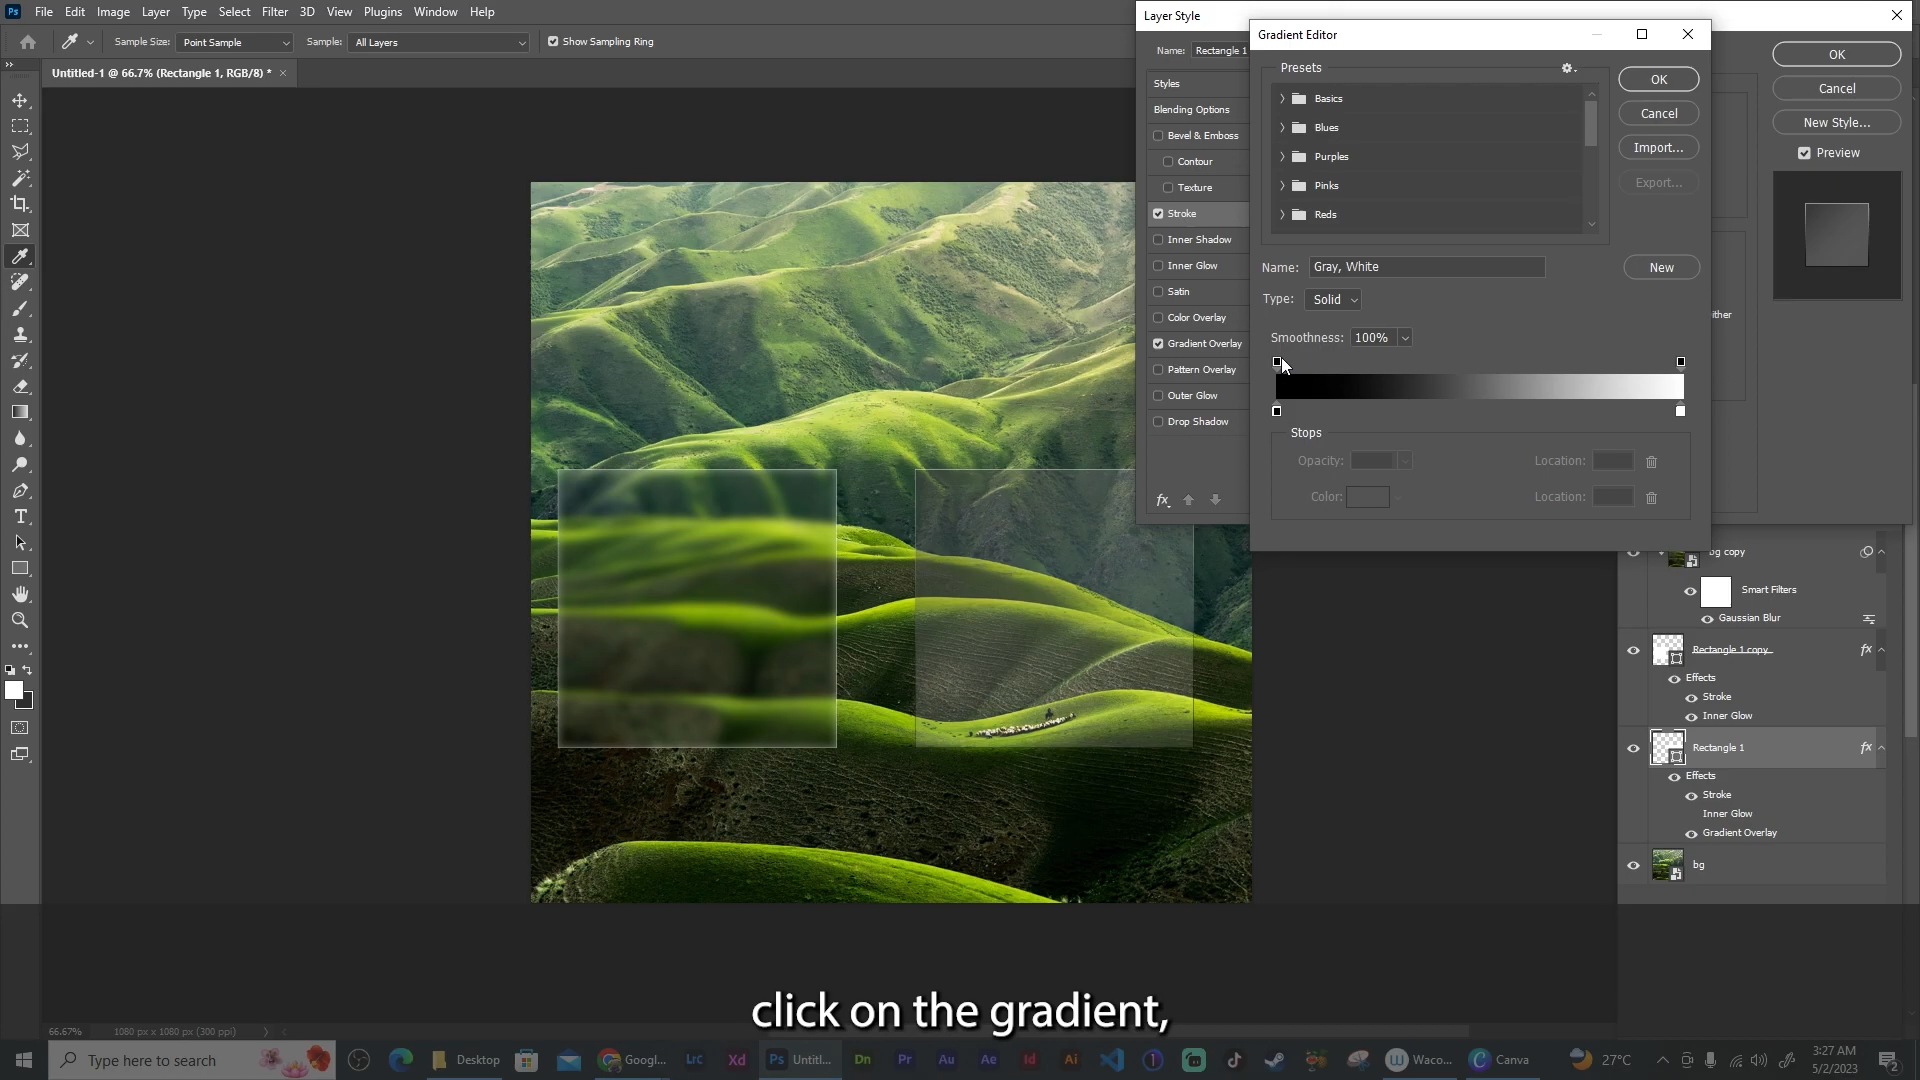 Ps File Edit Image Layer Type Select Filter 3D View Plugins Window Help
Sample Size: Point Sample Sample: All Layers Show Sampling Ring
Untitled-1 @ 66.7% (Rectangle 1, RGB/8) * ×
Layer Style
Name: Rectangle 1
Styles
Blending Options
Bevel & Emboss
Contour
Texture
Stroke
Inner Shadow
Inner Glow
Satin
Color Overlay
Gradient Overlay
Pattern Overlay
Outer Glow
Drop Shadow
fx
Gradient Editor
Presets
Basics
Blues
Purples
Pinks
Reds
OK
Cancel
Import...
Export...
Name: Gray, White
New
Type: Solid
Smoothness: 100%
Stops
Opacity: Location:
Color: Location:
OK
Cancel
New Style...
Preview
ither
bg copy
Smart Filters
Gaussian Blur
Rectangle 1 copy fx
Effects
Stroke
Inner Glow
Rectangle 1 fx
Effects
Stroke
Inner Glow
Gradient Overlay
bg
click on the gradient,
66.67% 1080 px x 1080 px (300 ppi)
Type here to search Desktop Googl... LrC Xd Ps Untitl... Dn Pr Au Ae Id Ai Waco... Canva 27°C
3:27 AM
5/2/2023
2